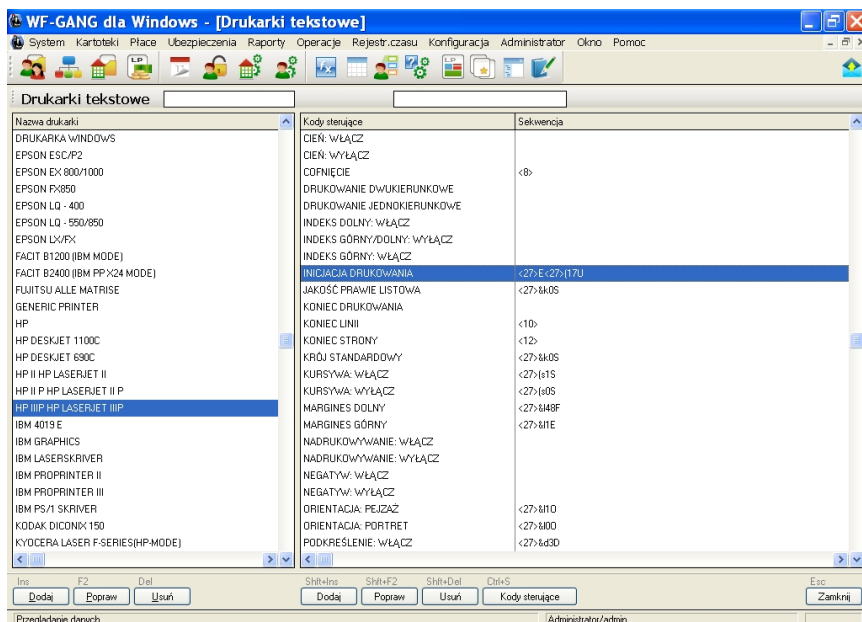 WF-GANG dla Windows - [Drukarki tekstowe]
System Kartoteki Płace Ubezpieczenia Raporty Operacje Rejestr.czasu Konfiguracja Administrator Okno Pomoc
Drukarki tekstowe
Nazwa drukarki Kody sterujące Sekwencja
DRUKARKA WINDOWS CIEŃ: WŁĄCZ
EPSON ESC/P2 CIEŃ: WYŁĄCZ
EPSON EX 800/1000 COFNIĘCIE <8>
EPSON FX850 DRUKOWANIE DWUKIERUNKOWE
EPSON LQ - 400 DRUKOWANIE JEDNOKIERUNKOWE
EPSON LQ - 550/850 INDEKS DOLNY: WŁĄCZ
EPSON LX/FX INDEKS GÓRNY/DOLNY: WYŁĄCZ
FACIT B1200 (IBM MODE) INDEKS GÓRNY: WŁĄCZ
FACIT B2400 (IBM PP X24 MODE) INICJACJA DRUKOWANIA <27>E<27>(17U
FUJITSU ALLE MATRISE JAKOŚĆ PRAWIE LISTOWA <27>&k0S
GENERIC PRINTER KONIEC DRUKOWANIA
HP KONIEC LINII <10>
HP DESKJET 1100C KONIEC STRONY <12>
HP DESKJET 690C KRÓJ STANDARDOWY <27>&k0S
HP II HP LASERJET II KURSYWA: WŁĄCZ <27>(s1S
HP II P HP LASERJET II P KURSYWA: WYŁĄCZ <27>(s0S
HP IIIP HP LASERJET IIIP MARGINES DOLNY <27>&l48F
IBM 4019 E MARGINES GÓRNY <27>&l1E
IBM GRAPHICS NADRUKOWYWANIE: WŁĄCZ
IBM LASERSKRIVER NADRUKOWYWANIE: WYŁĄCZ
IBM PROPRINTER II NEGATYW: WŁĄCZ
IBM PROPRINTER III NEGATYW: WYŁĄCZ
IBM PS/1 SKRIVER ORIENTACJA: PEJZAŻ <27>&l1O
KODAK DICONIX 150 ORIENTACJA: PORTRET <27>&l0O
KYOCERA LASER F-SERIES(HP-MODE) PODKREŚLENIE: WŁĄCZ <27>&d3D
Ins F2 Del Shft+Ins Shft+F2 Shft+Del Ctrl+S Esc
Dodaj Popraw Usuń Dodaj Popraw Usuń Kody sterujące Zamknij
Przeglądanie danych Administrator/admin